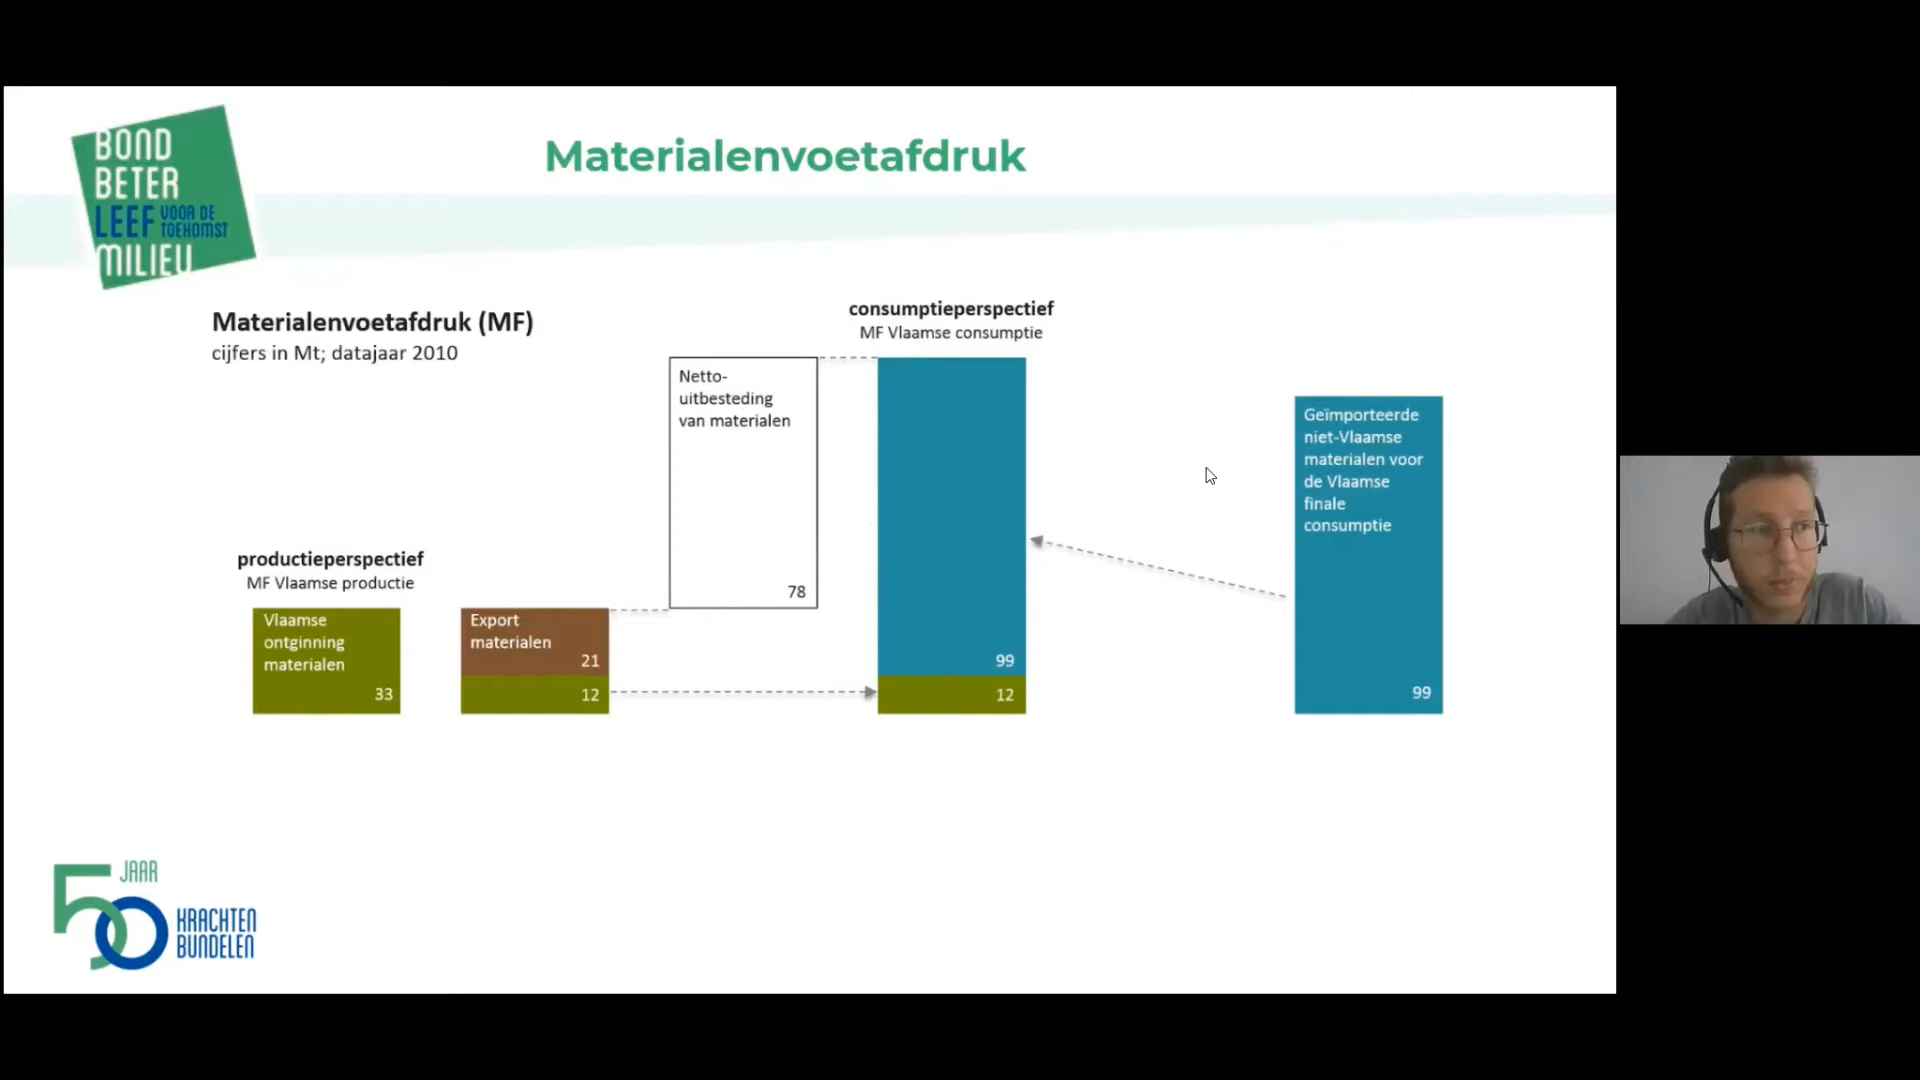 BOND
BETER
LEEF VOOR DE
TOEKOMST
MILIEU
Materialenvoetafdruk
Materialenvoetafdruk (MF)
cijfers in Mt; datajaar 2010
consumptieperspectief
MF Vlaamse consumptie
Netto-
uitbesteding
van materialen
78
Geïmporteerde
niet-Vlaamse
materialen voor
de Vlaamse
finale
consumptie
99
productieperspectief
MF Vlaamse productie
Vlaamse
ontginning
materialen
33
Export
materialen
21
12
99
12
50 JAAR
KRACHTEN
BUNDELEN